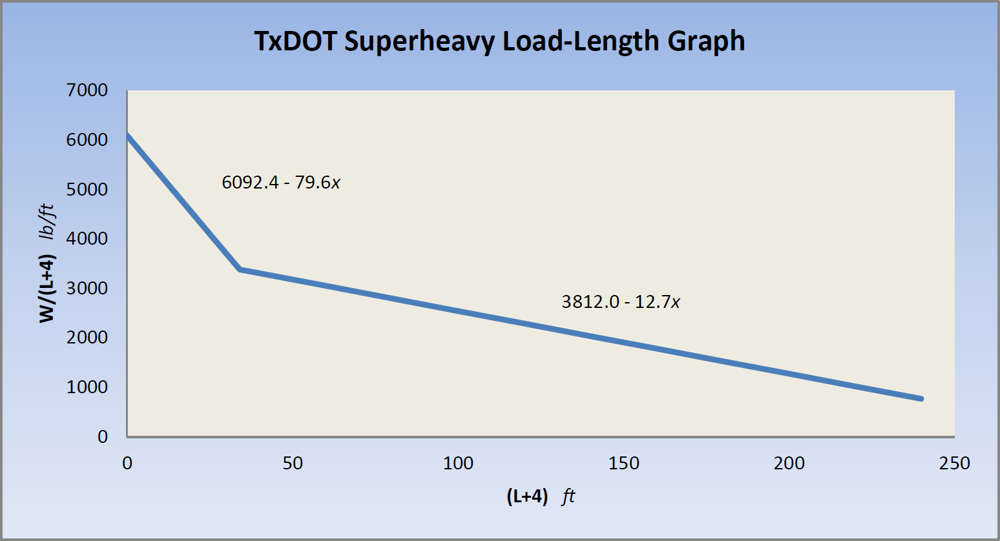 TxDOT Superheavy Load-Length Graph
7000
6000
5000
4000
3000
2000
1000
0
W/(L+4) lb/ft
6092.4 - 79.6x
3812.0 - 12.7x
0 50 100 150 200 250
(L+4) ft